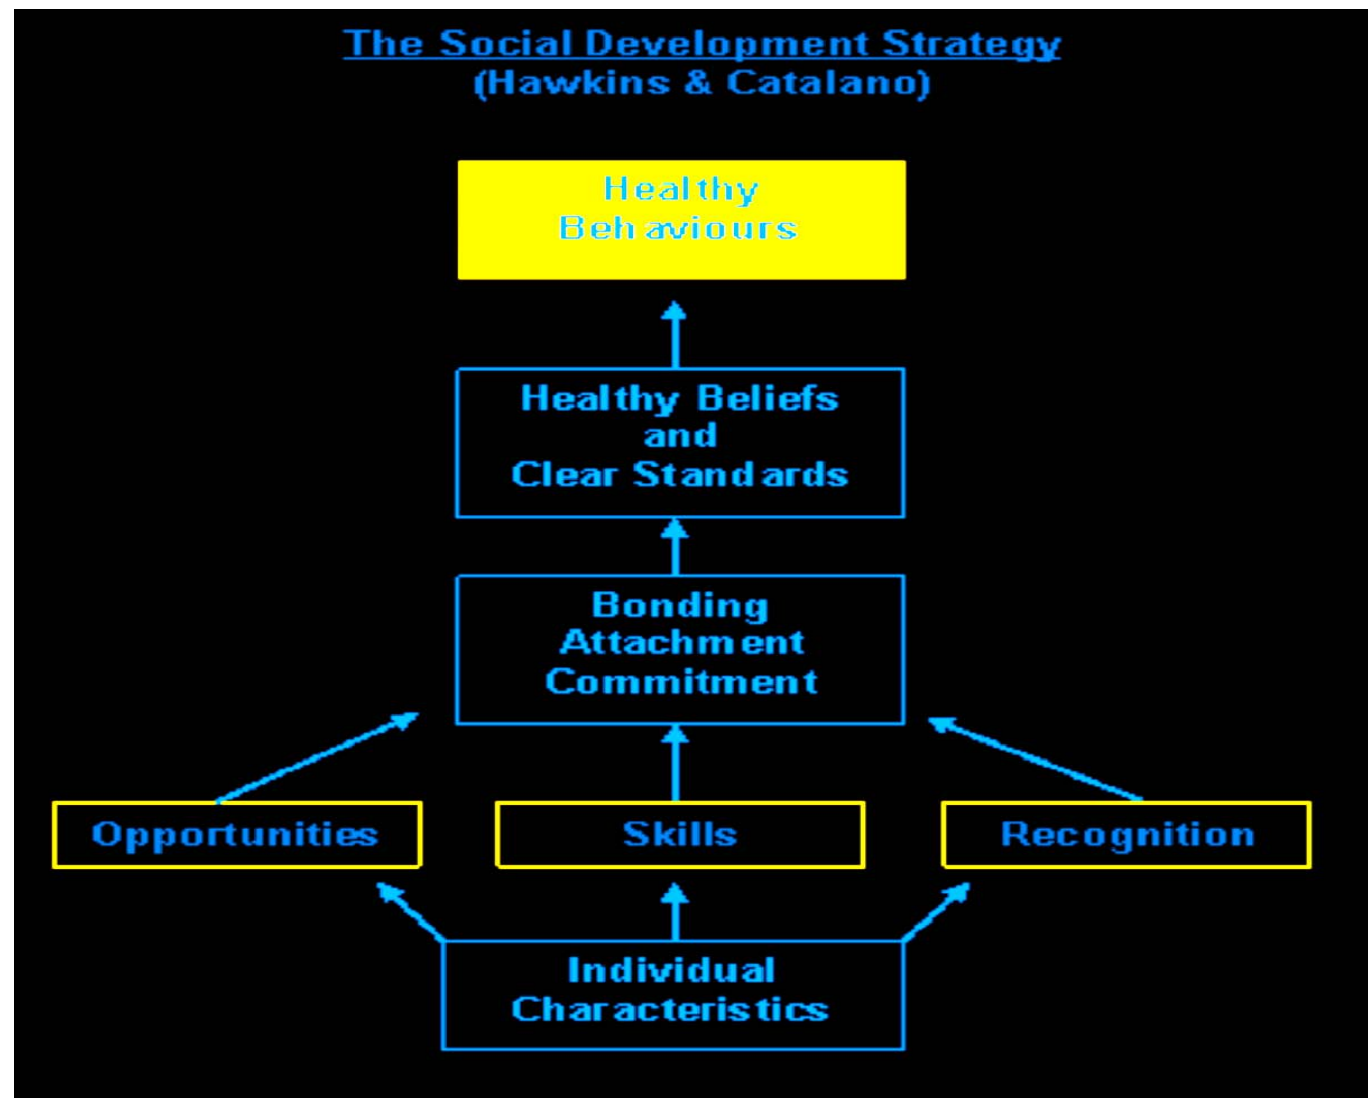 The Social Development Strategy
(Hawkins & Catalano)
Healthy
Behaviours
Healthy Beliefs
and
Clear Standards
Bonding
Attachment
Commitment
Opportunities
Skills
Recognition
Individual
Characteristics